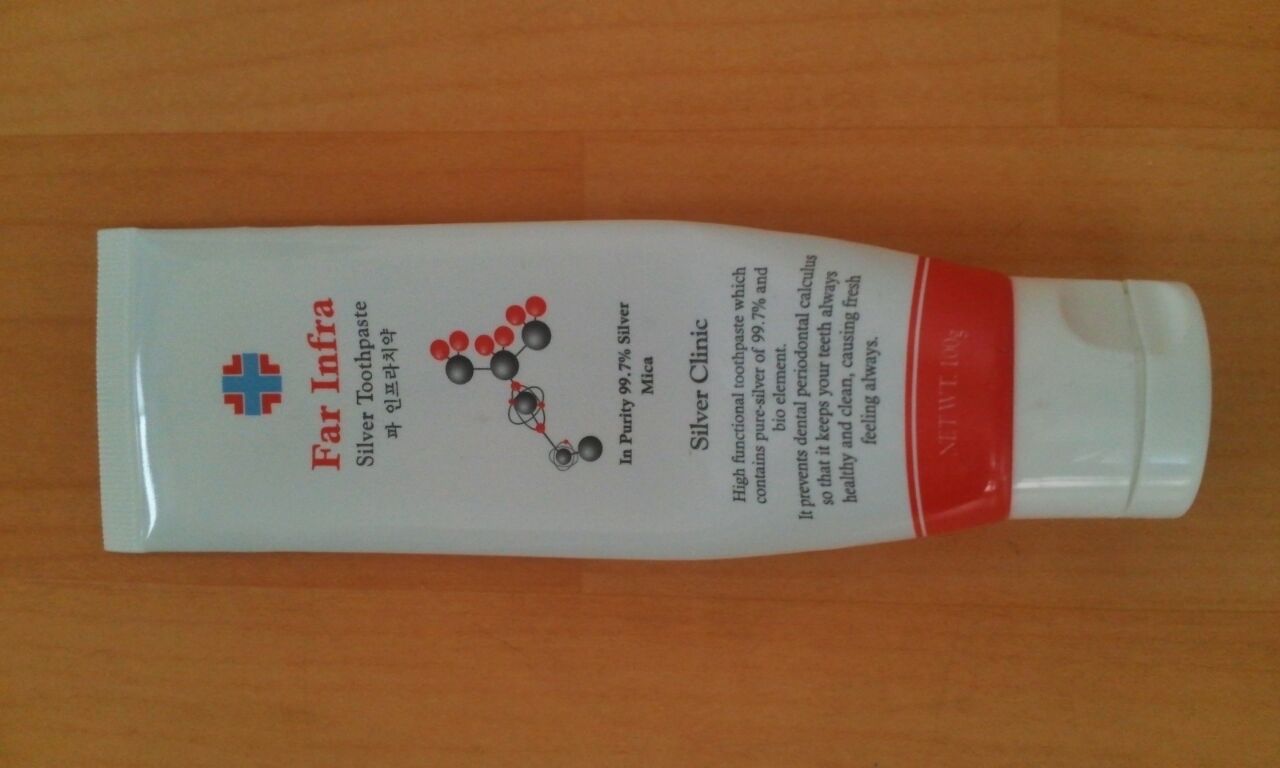 Far Infra
Silver Toothpaste
파 인프라치약
In Purity 99.7% Silver
Mica
Silver Clinic
High functional toothpaste which
contains pure-silver of 99.7% and
bio element.
It prevents dental periodontal calculus
so that it keeps your teeth always
healthy and clean, causing fresh
feeling always.
NET WT. 100g